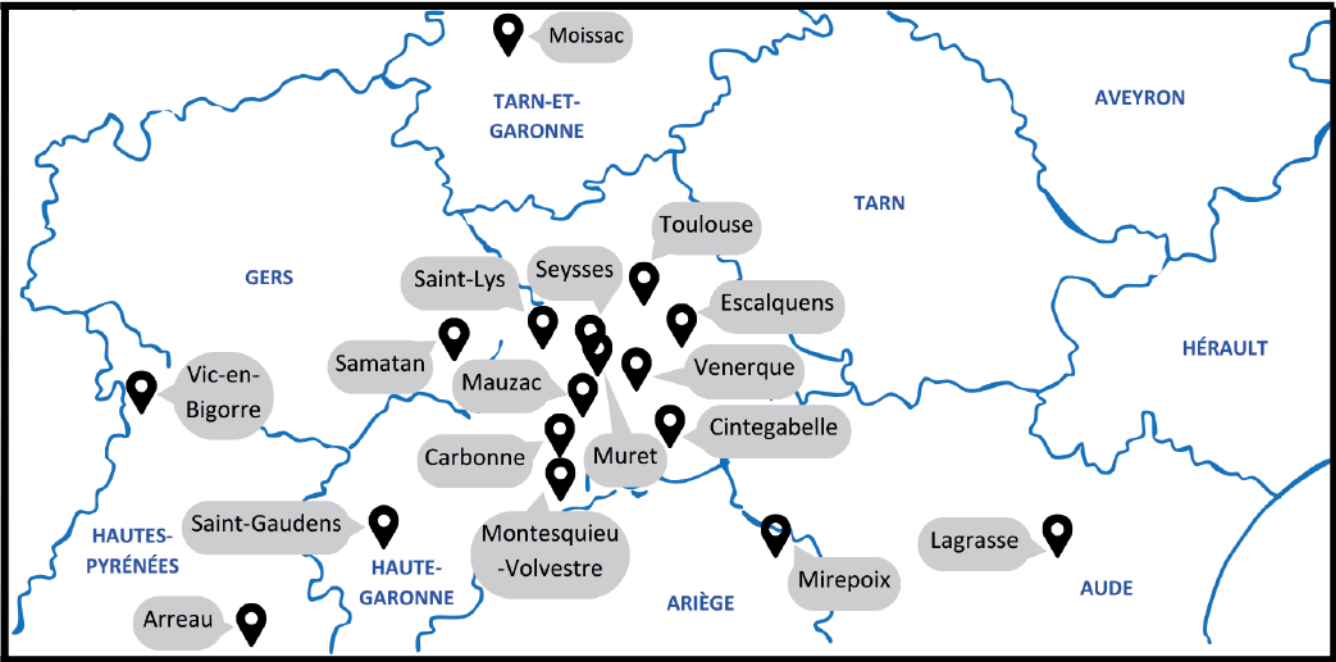 Moissac
TARN-ET-
GARONNE
AVEYRON
TARN
Toulouse
GERS
Saint-Lys
Seysses
Escalquens
HÉRAULT
Samatan
Mauzac
Venerque
Vic-en-
Bigorre
Cintegabelle
Carbonne
Muret
Saint-Gaudens
HAUTES-
PYRÉNÉES
HAUTE-
GARONNE
Montesquieu
-Volvestre
Lagrasse
Mirepoix
AUDE
ARIÈGE
Arreau